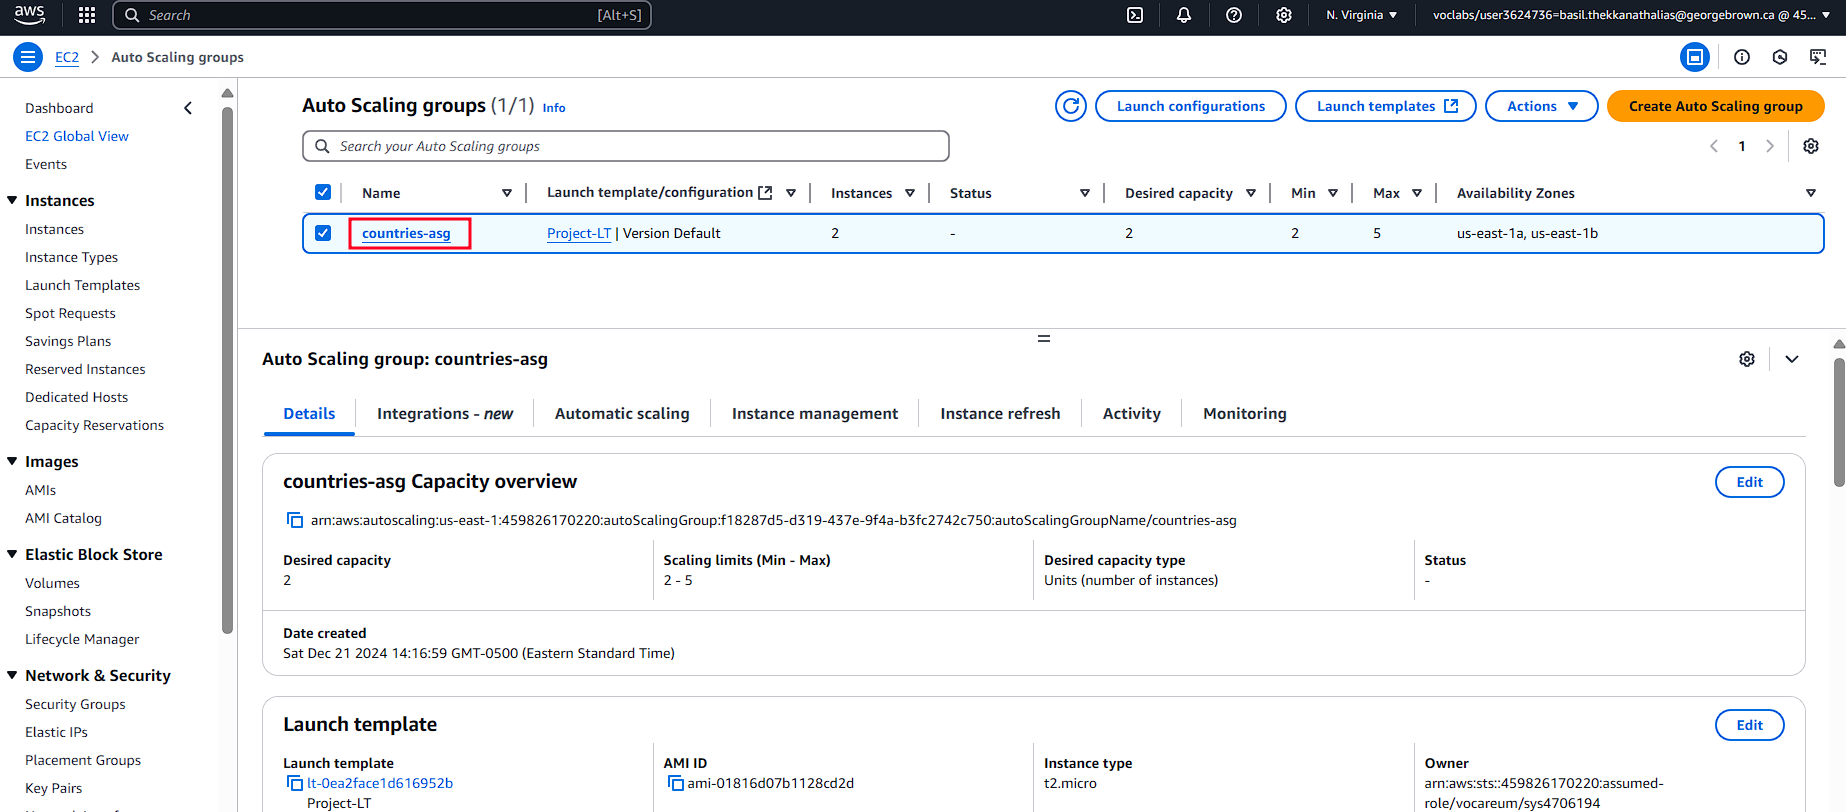 aws
Search [Alt+S]
N. Virginia
voclabs/user3624736=basil.thekkanathalias@georgebrown.ca @ 45...
EC2 > Auto Scaling groups
Dashboard
EC2 Global View
Events
Instances
Instances
Instance Types
Launch Templates
Spot Requests
Savings Plans
Reserved Instances
Dedicated Hosts
Capacity Reservations
Images
AMIs
AMI Catalog
Elastic Block Store
Volumes
Snapshots
Lifecycle Manager
Network & Security
Security Groups
Elastic IPs
Placement Groups
Key Pairs
Auto Scaling groups (1/1) Info
Launch configurations
Launch templates
Actions
Create Auto Scaling group
Search your Auto Scaling groups
1
Name Launch template/configuration Instances Status Desired capacity Min Max Availability Zones
countries-asg Project-LT | Version Default 2 - 2 2 5 us-east-1a, us-east-1b
Auto Scaling group: countries-asg
Details Integrations - new Automatic scaling Instance management Instance refresh Activity Monitoring
countries-asg Capacity overview
Edit
arn:aws:autoscaling:us-east-1:459826170220:autoScalingGroup:f18287d5-d319-437e-9f4a-b3fc2742c750:autoScalingGroupName/countries-asg
Desired capacity
2
Scaling limits (Min - Max)
2 - 5
Desired capacity type
Units (number of instances)
Status
-
Date created
Sat Dec 21 2024 14:16:59 GMT-0500 (Eastern Standard Time)
Launch template
Edit
Launch template
lt-0ea2face1d616952b
Project-LT
AMI ID
ami-01816d07b1128cd2d
Instance type
t2.micro
Owner
arn:aws:sts::459826170220:assumed-
role/vocareum/sys4706194